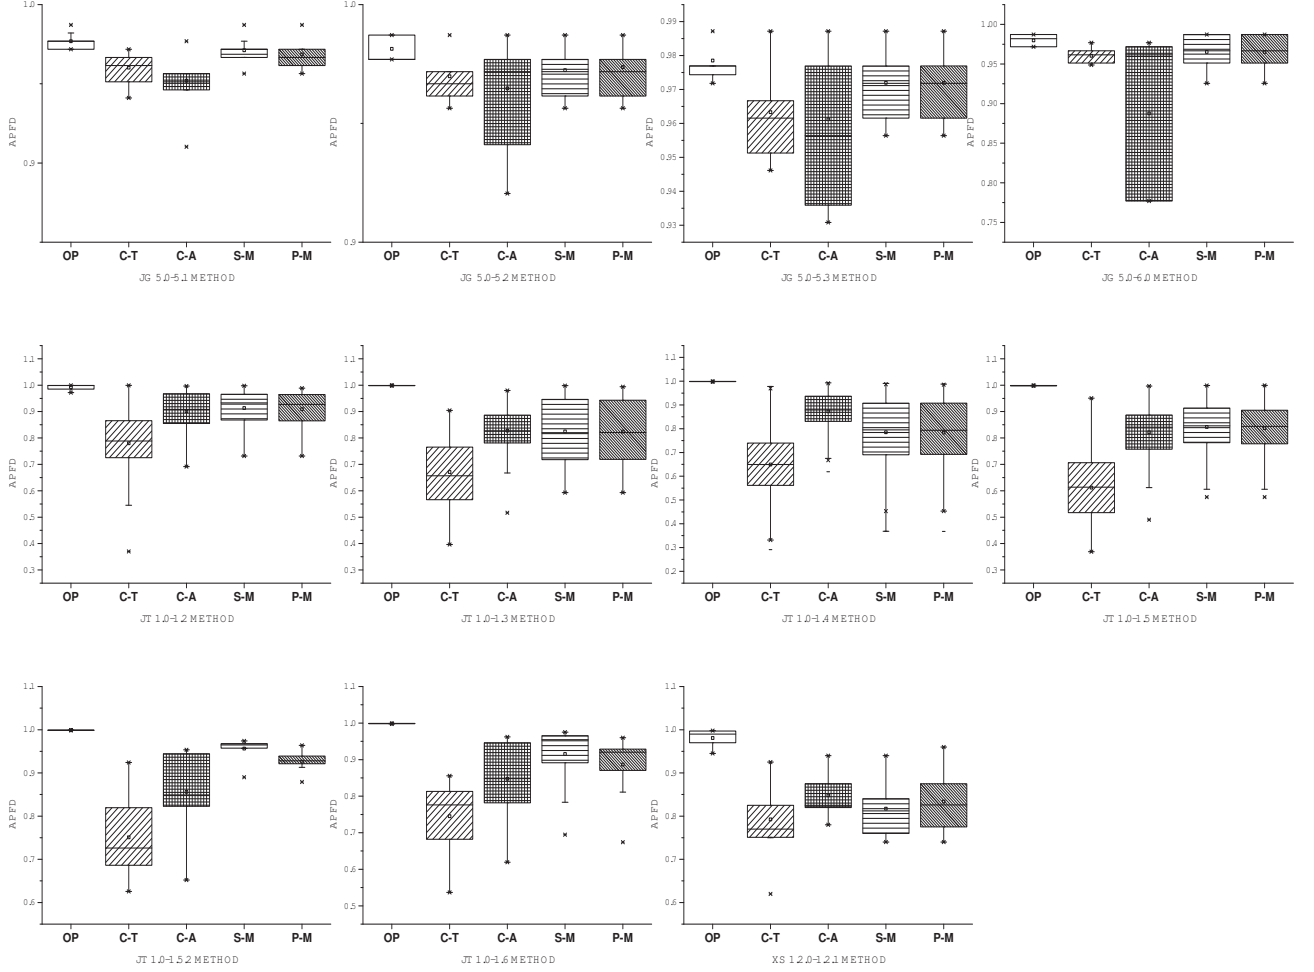 1.0
0.9
APFD
OP C-T C-A S-M P-M
JG 5.0-5.1 METHOD
1.0
0.9
APFD
OP C-T C-A S-M P-M
JG 5.0-5.2 METHOD
0.99
0.98
0.97
0.96
0.95
0.94
0.93
APFD
OP C-T C-A S-M P-M
JG 5.0-5.3 METHOD
1.00
0.95
0.90
0.85
0.80
0.75
APFD
OP C-T C-A S-M P-M
JG 5.0-6.0 METHOD
1.1
1.0
0.9
0.8
0.7
0.6
0.5
0.4
0.3
APFD
OP C-T C-A S-M P-M
JT 1.0-1.2 METHOD
1.1
1.0
0.9
0.8
0.7
0.6
0.5
0.4
0.3
APFD
OP C-T C-A S-M P-M
JT 1.0-1.3 METHOD
1.1
1.0
0.9
0.8
0.7
0.6
0.5
0.4
0.3
0.2
APFD
OP C-T C-A S-M P-M
JT 1.0-1.4 METHOD
1.1
1.0
0.9
0.8
0.7
0.6
0.5
0.4
0.3
APFD
OP C-T C-A S-M P-M
JT 1.0-1.5 METHOD
1.1
1.0
0.9
0.8
0.7
0.6
APFD
OP C-T C-A S-M P-M
JT 1.0-1.5.2 METHOD
1.1
1.0
0.9
0.8
0.7
0.6
0.5
APFD
OP C-T C-A S-M P-M
JT 1.0-1.6 METHOD
1.1
1.0
0.9
0.8
0.7
0.6
APFD
OP C-T C-A S-M P-M
XS 1.2.0-1.2.1 METHOD